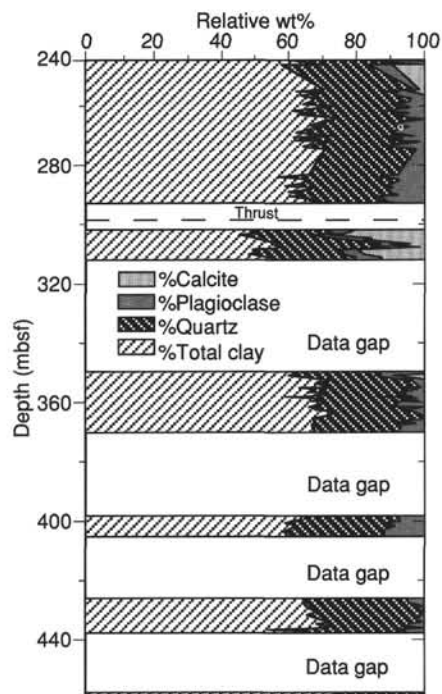 Relative wt%
0 20 40 60 80 100
240
280
Thrust
%Calcite
%Plagioclase
%Quartz
%Total clay
320
Data gap
Depth (mbsf)
360
Data gap
400
Data gap
440
Data gap